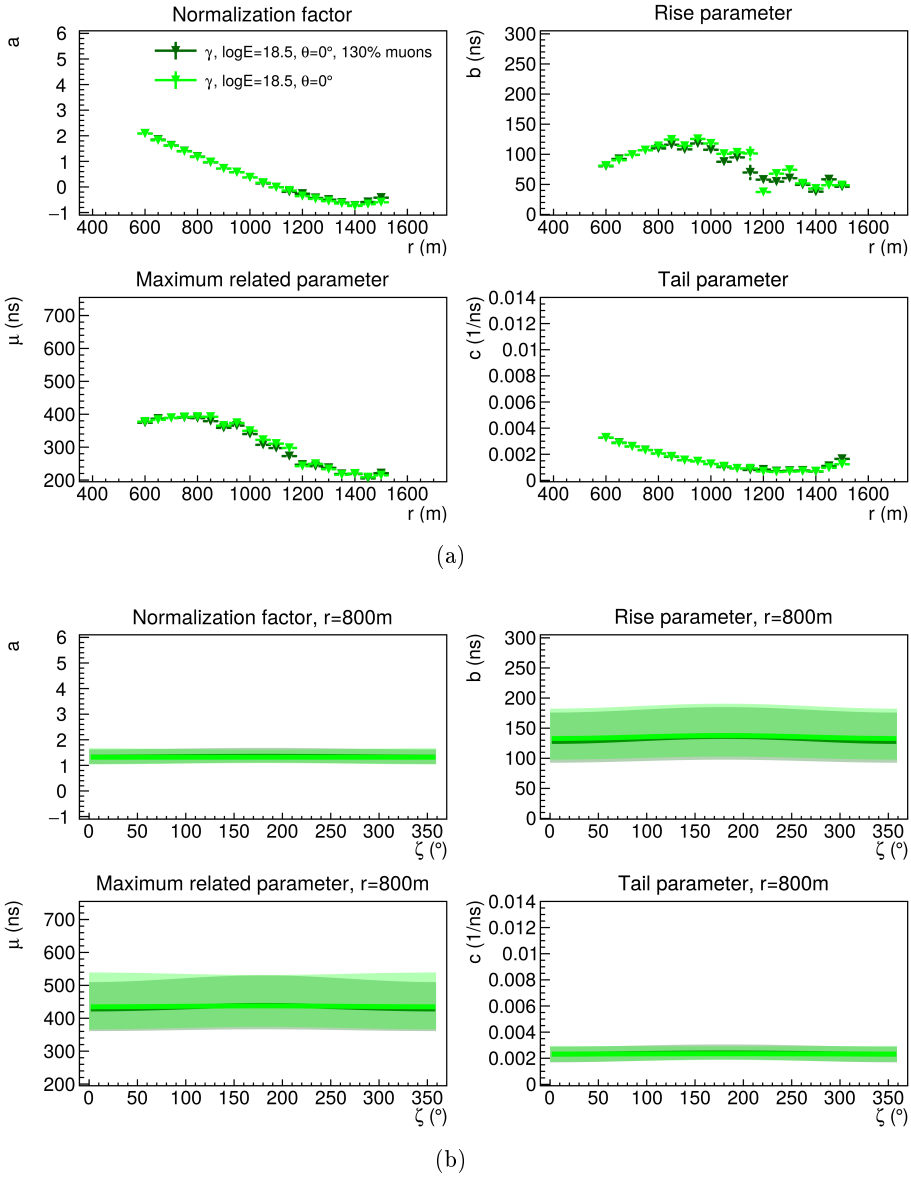 Normalization factor
a
6
5
4
3
2
1
0
−1
γ, logE=18.5, θ=0°, 130% muons
γ, logE=18.5, θ=0°
400 600 800 1000 1200 1400 1600
r (m)
Rise parameter
b (ns)
300
250
200
150
100
50
0
400 600 800 1000 1200 1400 1600
r (m)
Maximum related parameter
μ (ns)
700
600
500
400
300
200
400 600 800 1000 1200 1400 1600
r (m)
Tail parameter
c (1/ns)
0.014
0.012
0.01
0.008
0.006
0.004
0.002
0
400 600 800 1000 1200 1400 1600
r (m)
(a)
Normalization factor, r=800m
a
6
5
4
3
2
1
0
−1
0 50 100 150 200 250 300 350
ζ (°)
Rise parameter, r=800m
b (ns)
300
250
200
150
100
50
0
0 50 100 150 200 250 300 350
ζ (°)
Maximum related parameter, r=800m
μ (ns)
700
600
500
400
300
200
0 50 100 150 200 250 300 350
ζ (°)
Tail parameter, r=800m
c (1/ns)
0.014
0.012
0.01
0.008
0.006
0.004
0.002
0
0 50 100 150 200 250 300 350
ζ (°)
(b)